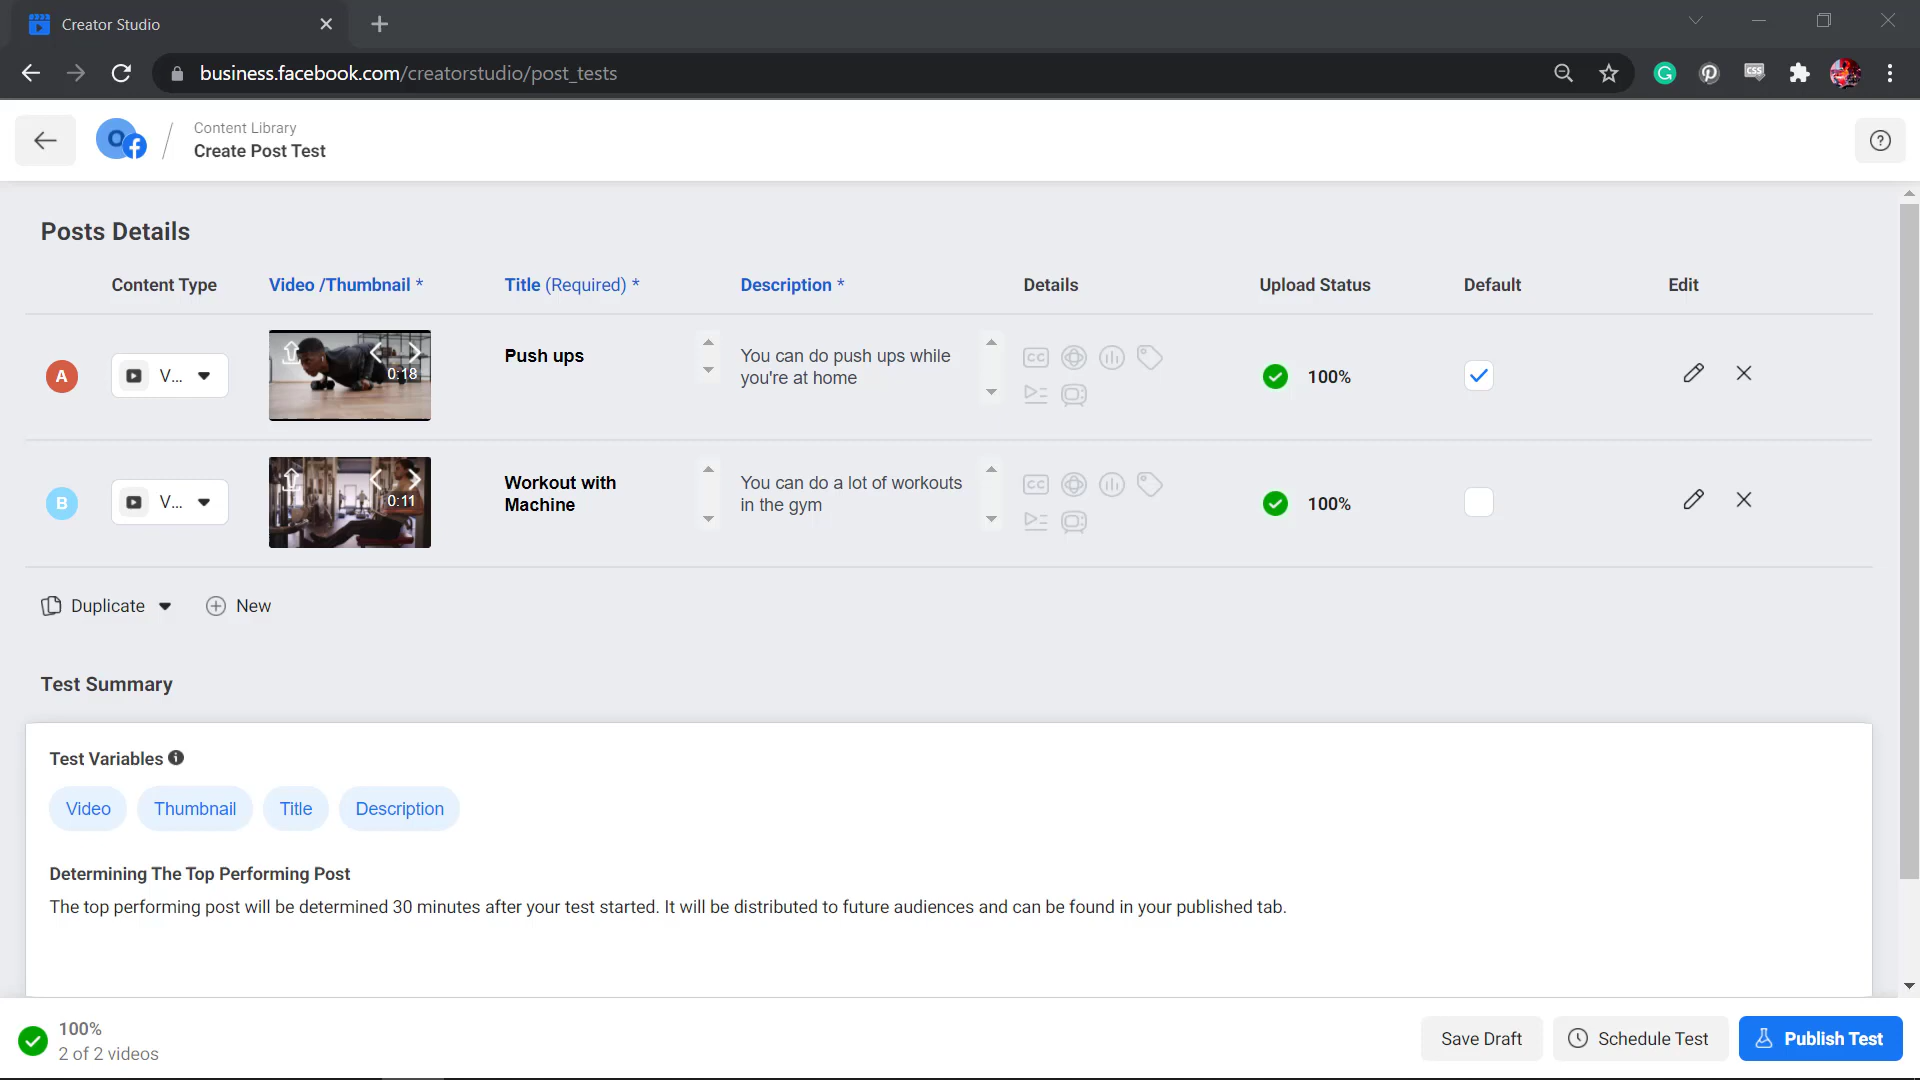 Creator Studio
business.facebook.com/creatorstudio/post_tests
Content Library
Create Post Test
Posts Details
Content Type Video /Thumbnail * Title (Required) * Description * Details Upload Status Default Edit
A V... 0:18 Push ups You can do push ups while
you're at home CC 100%
B V... 0:11 Workout with
Machine You can do a lot of workouts
in the gym CC 100%
Duplicate New
Test Summary
Test Variables
Video Thumbnail Title Description
Determining The Top Performing Post
The top performing post will be determined 30 minutes after your test started. It will be distributed to future audiences and can be found in your published tab.
100%
2 of 2 videos
Save Draft Schedule Test Publish Test